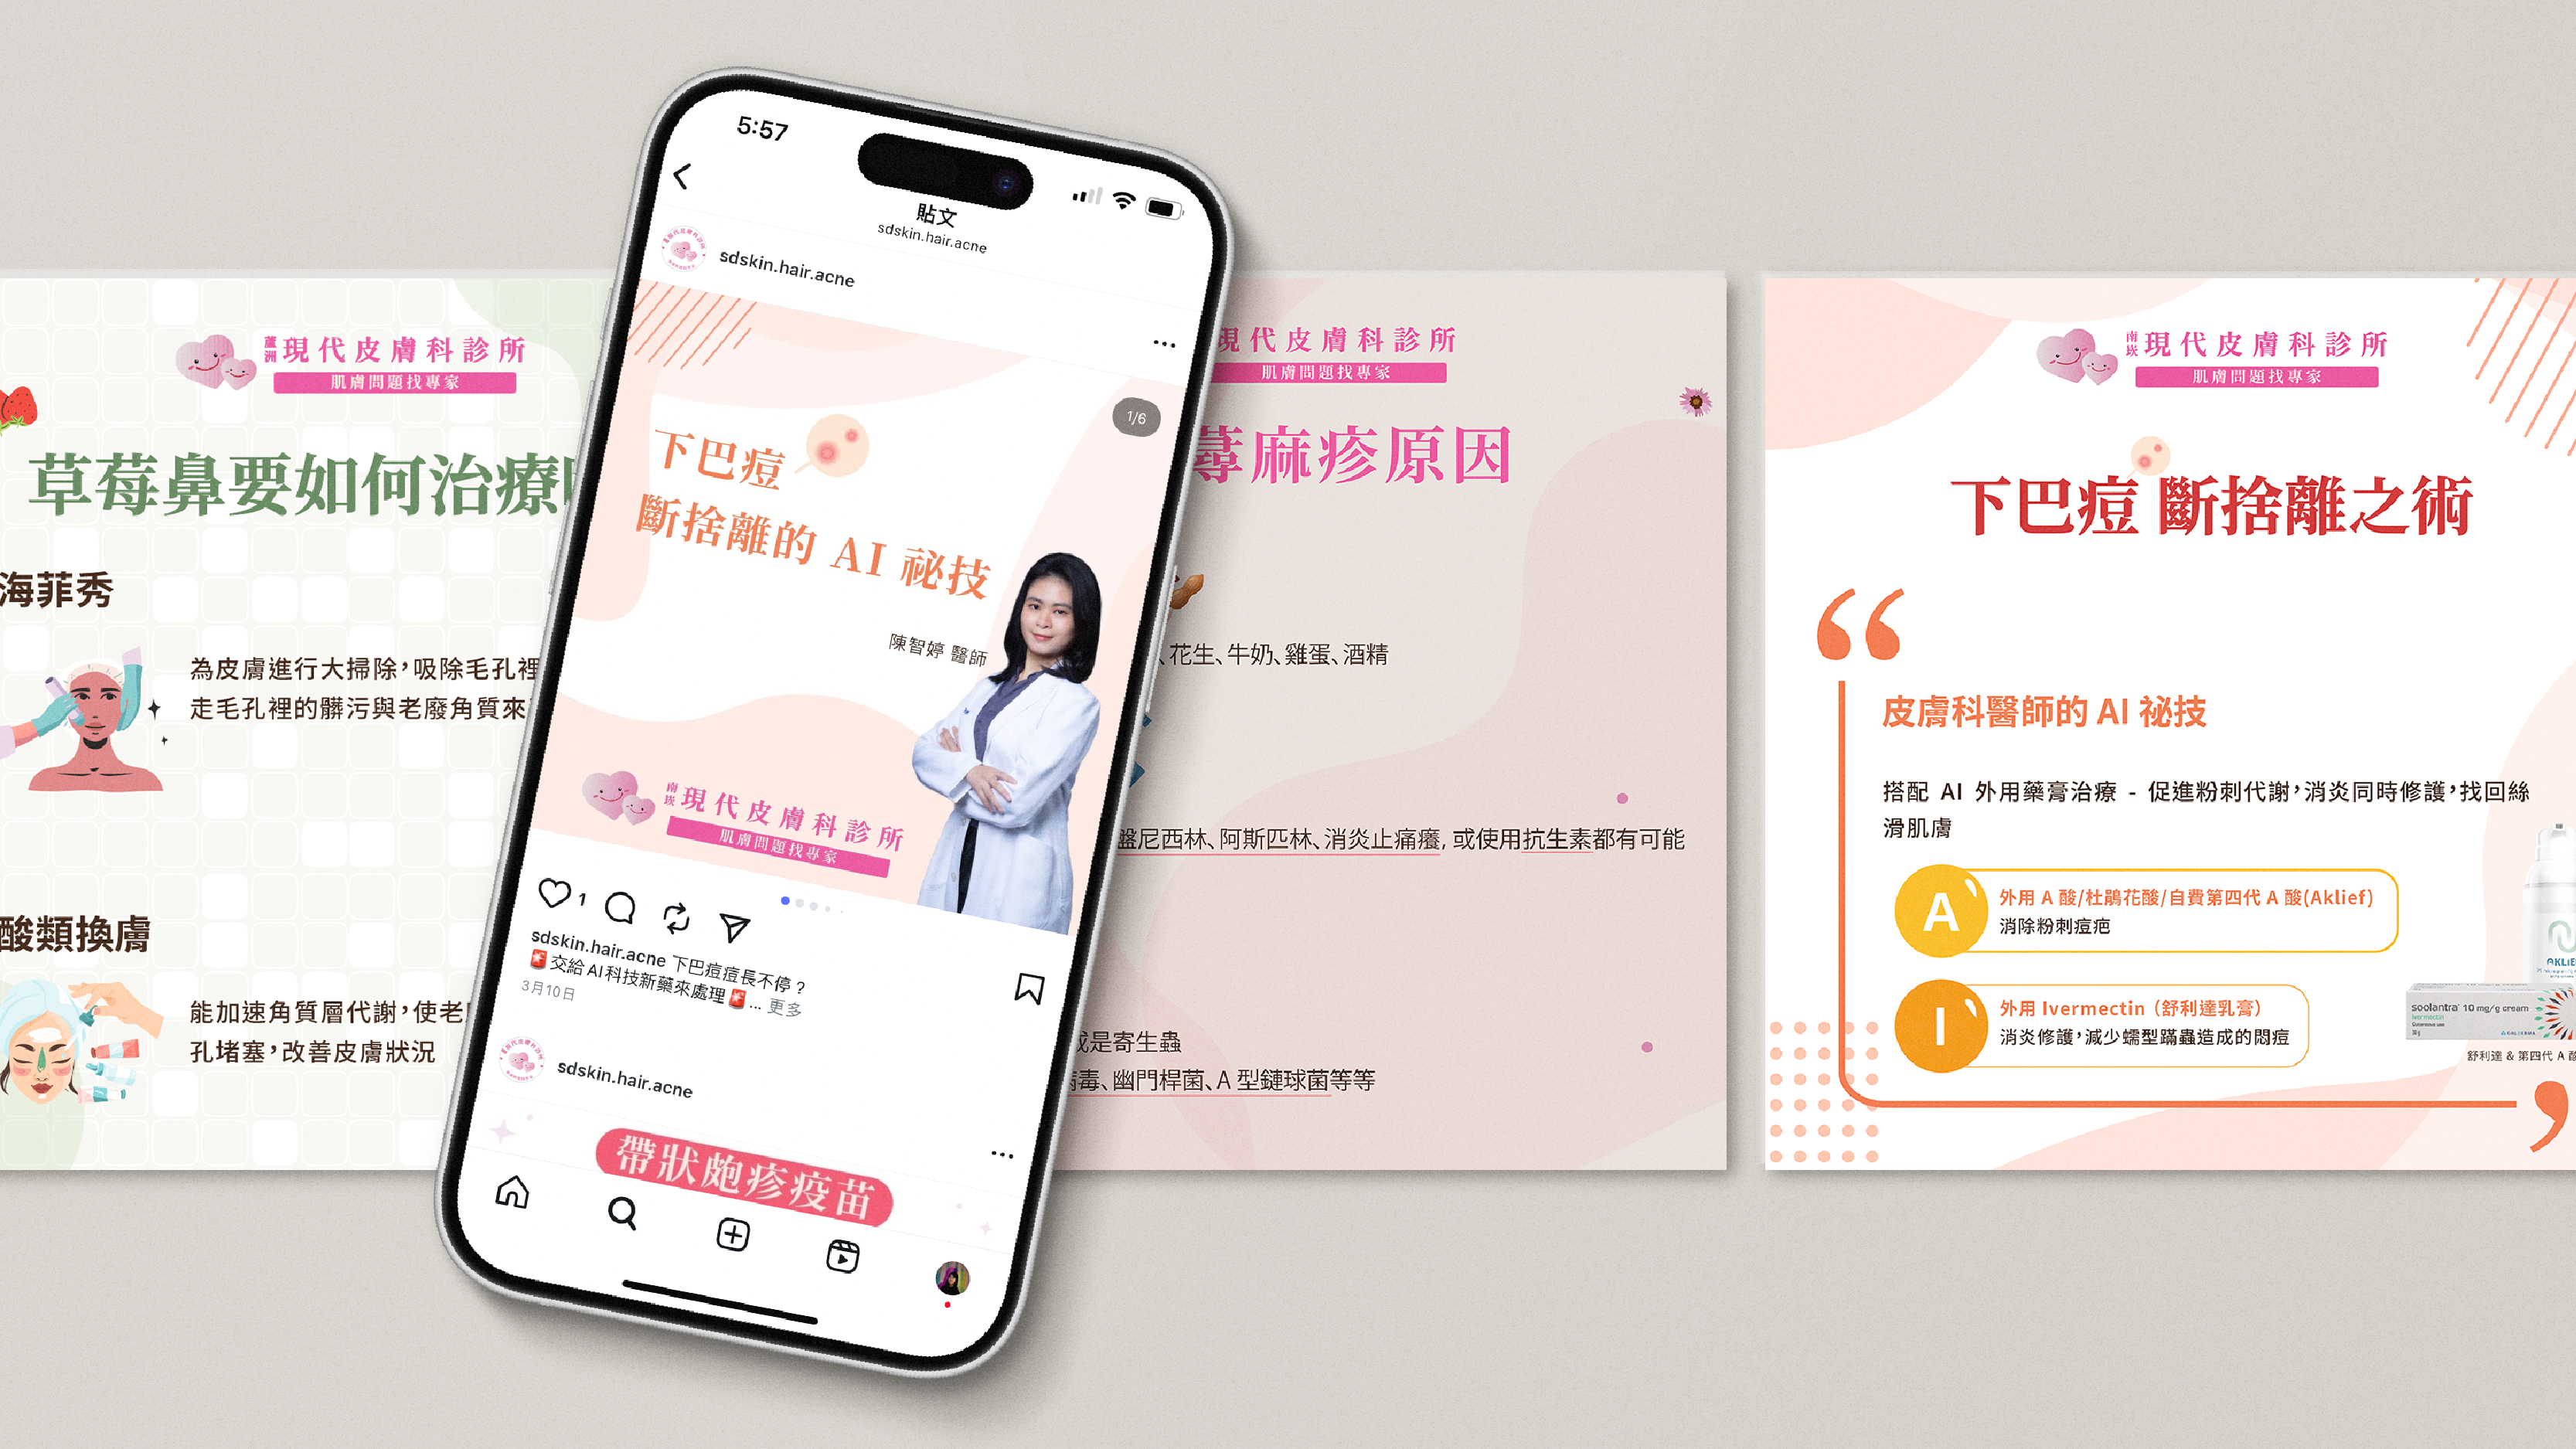 蘆洲 現代皮膚科診所
肌膚問題找專家
草莓鼻要如何治療
海菲秀
為皮膚進行大掃除,吸除毛孔裡
走毛孔裡的髒污與老廢角質來
酸類換膚
能加速角質層代謝,使老
孔堵塞,改善皮膚狀況
5:57
貼文
sdskin.hair.acne
sdskin.hair.acne
1/6
下巴痘
斷捨離的 AI 祕技
陳智婷 醫師
南崁 現代皮膚科診所
肌膚問題找專家
1
sdskin.hair.acne 下巴痘痘長不停?
交給AI科技新藥來處理 ... 更多
3月10日
sdskin.hair.acne
帶狀皰疹疫苗
現代皮膚科診所
肌膚問題找專家
蕁麻疹原因
、花生、牛奶、雞蛋、酒精
盤尼西林、阿斯匹林、消炎止痛癢, 或使用抗生素都有可能
或是寄生蟲
病毒、幽門桿菌、A 型鏈球菌等等
南崁 現代皮膚科診所
肌膚問題找專家
下巴痘 斷捨離之術
皮膚科醫師的 AI 祕技
搭配 AI 外用藥膏治療 - 促進粉刺代謝,消炎同時修護,找回絲
滑肌膚
A
外用 A 酸/杜鵑花酸/自費第四代 A 酸(Aklief)
消除粉刺痘疤
I
外用 Ivermectin (舒利達乳膏)
消炎修護,減少蠕型蹣蟲造成的悶痘
AKLIE
soolantra 10 mg/g cream
ivermectin
GALDERMA
舒利達 & 第四代 A 酸